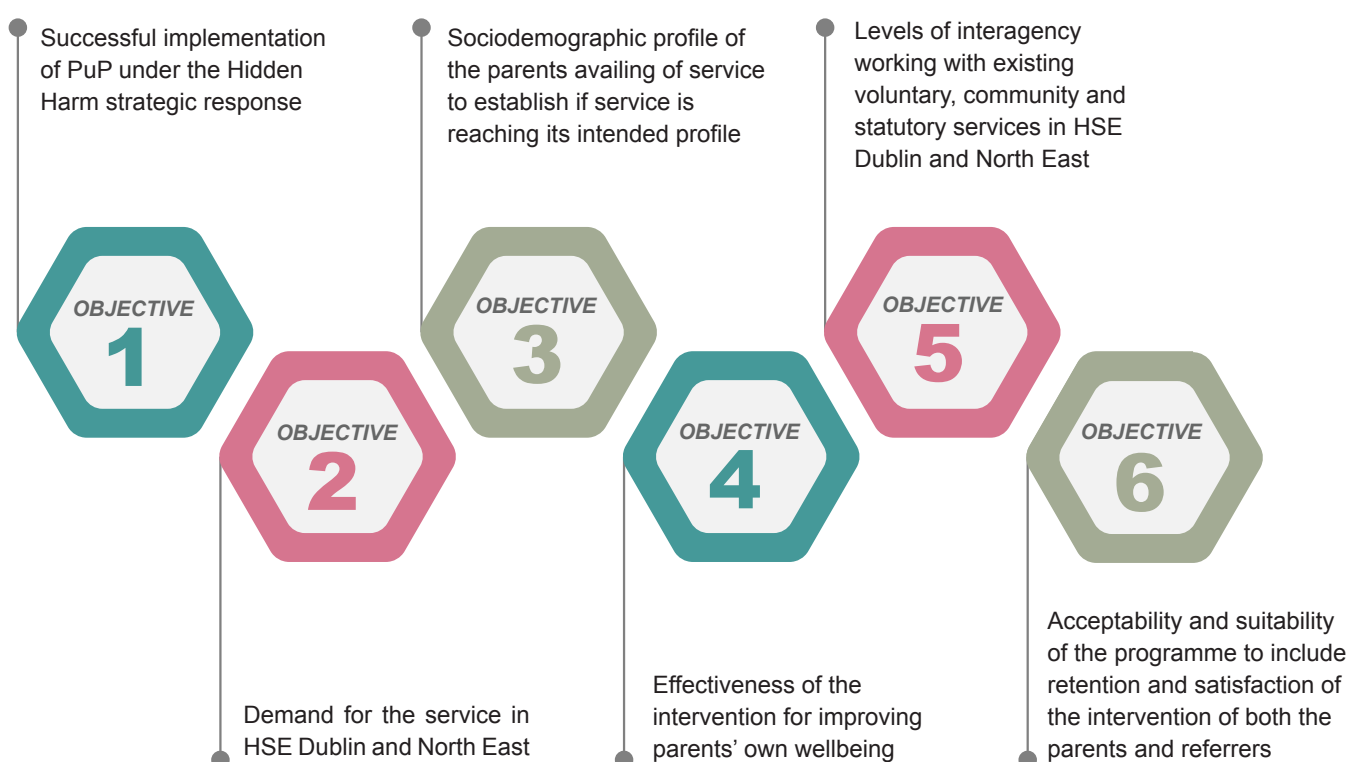 Successful implementation
of PuP under the Hidden
Harm strategic response
OBJECTIVE
1
OBJECTIVE
2
Demand for the service in
HSE Dublin and North East
Sociodemographic profile of
the parents availing of service
to establish if service is
reaching its intended profile
OBJECTIVE
3
OBJECTIVE
4
Effectiveness of the
intervention for improving
parents’ own wellbeing
Levels of interagency
working with existing
voluntary, community and
statutory services in HSE
Dublin and North East
OBJECTIVE
5
OBJECTIVE
6
Acceptability and suitability
of the programme to include
retention and satisfaction of
the intervention of both the
parents and referrers